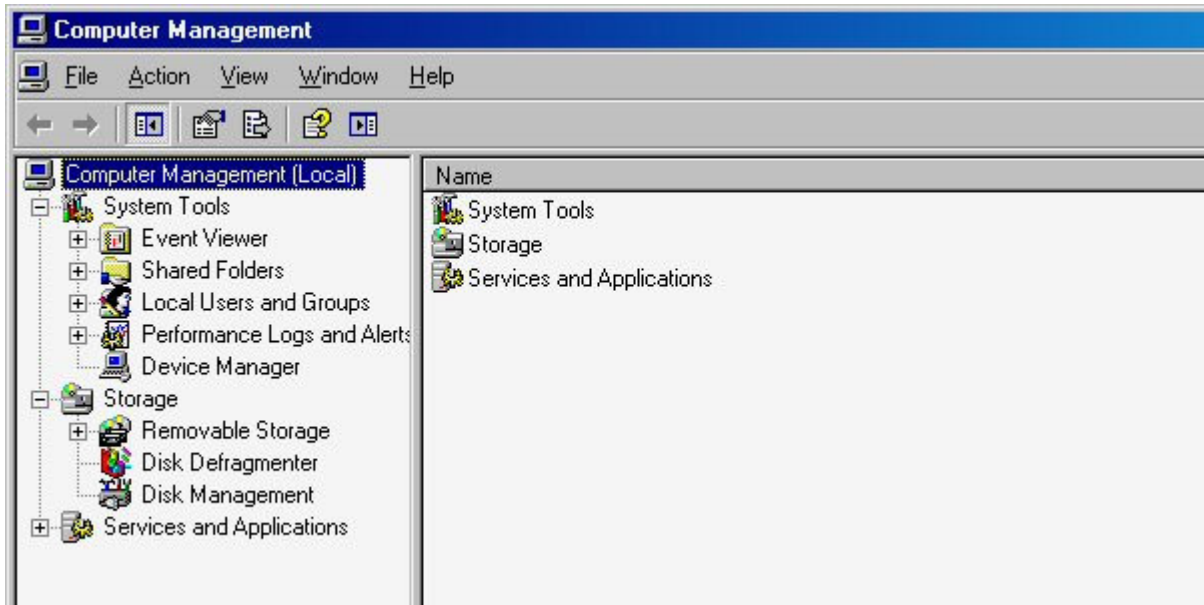 Computer Management
File Action View Window Help
Computer Management (Local)
System Tools
Event Viewer
Shared Folders
Local Users and Groups
Performance Logs and Alerts
Device Manager
Storage
Removable Storage
Disk Defragmenter
Disk Management
Services and Applications
Name
System Tools
Storage
Services and Applications